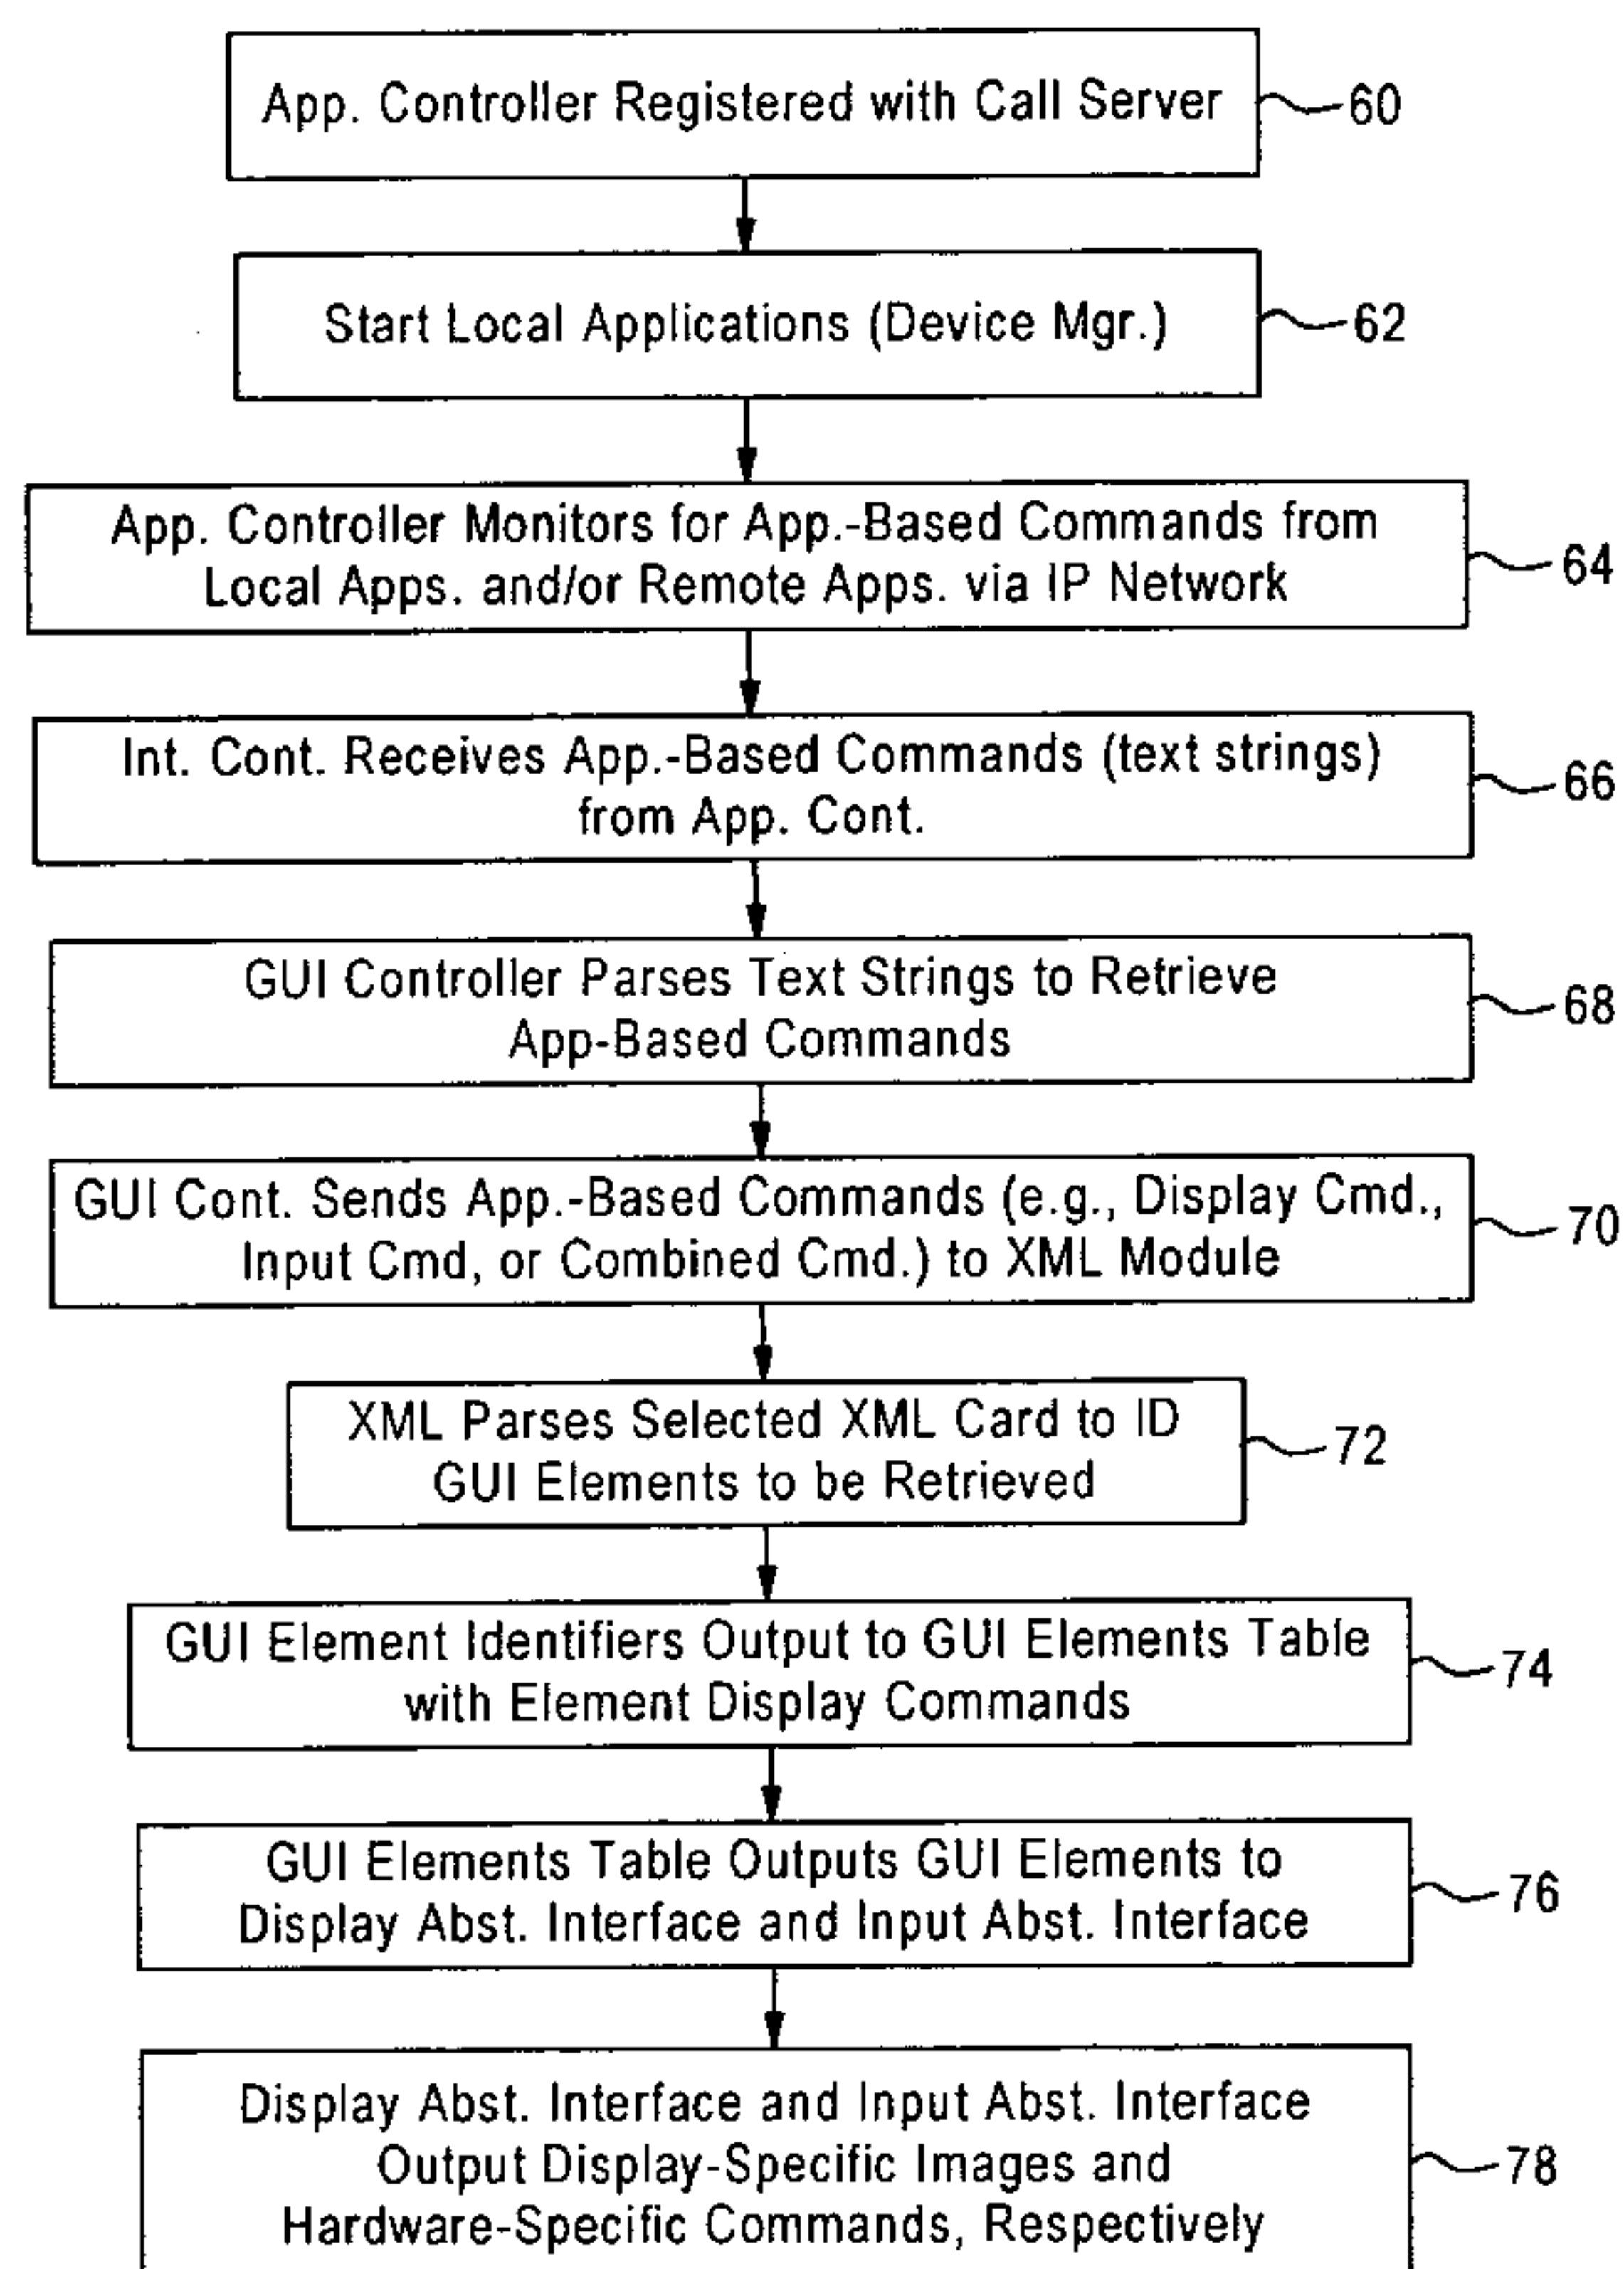 App. Controller Registered with Call Server
60
Start Local Applications (Device Mgr.)
62
App. Controller Monitors for App.-Based Commands from
Local Apps. and/or Remote Apps. via IP Network
64
Int. Cont. Receives App.-Based Commands (text strings)
from App. Cont.
66
GUI Controller Parses Text Strings to Retrieve
App-Based Commands
68
GUI Cont. Sends App.-Based Commands (e.g., Display Cmd.,
Input Cmd, or Combined Cmd.) to XML Module
70
XML Parses Selected XML Card to ID
GUI Elements to be Retrieved
72
GUI Element Identifiers Output to GUI Elements Table
with Element Display Commands
74
GUI Elements Table Outputs GUI Elements to
Display Abst. Interface and Input Abst. Interface
76
Display Abst. Interface and Input Abst. Interface
Output Display-Specific Images and
Hardware-Specific Commands, Respectively
78